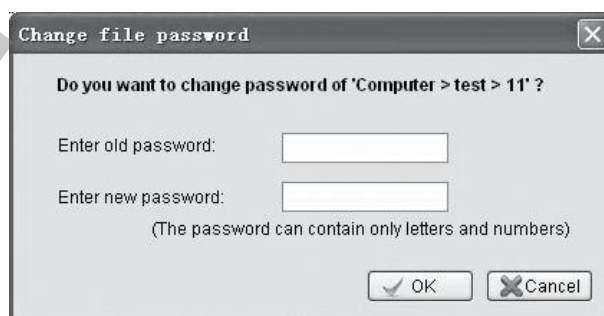 Change file password
Do you want to change password of 'Computer > test > 11' ?
Enter old password:
Enter new password:
(The password can contain only letters and numbers)
OK
Cancel